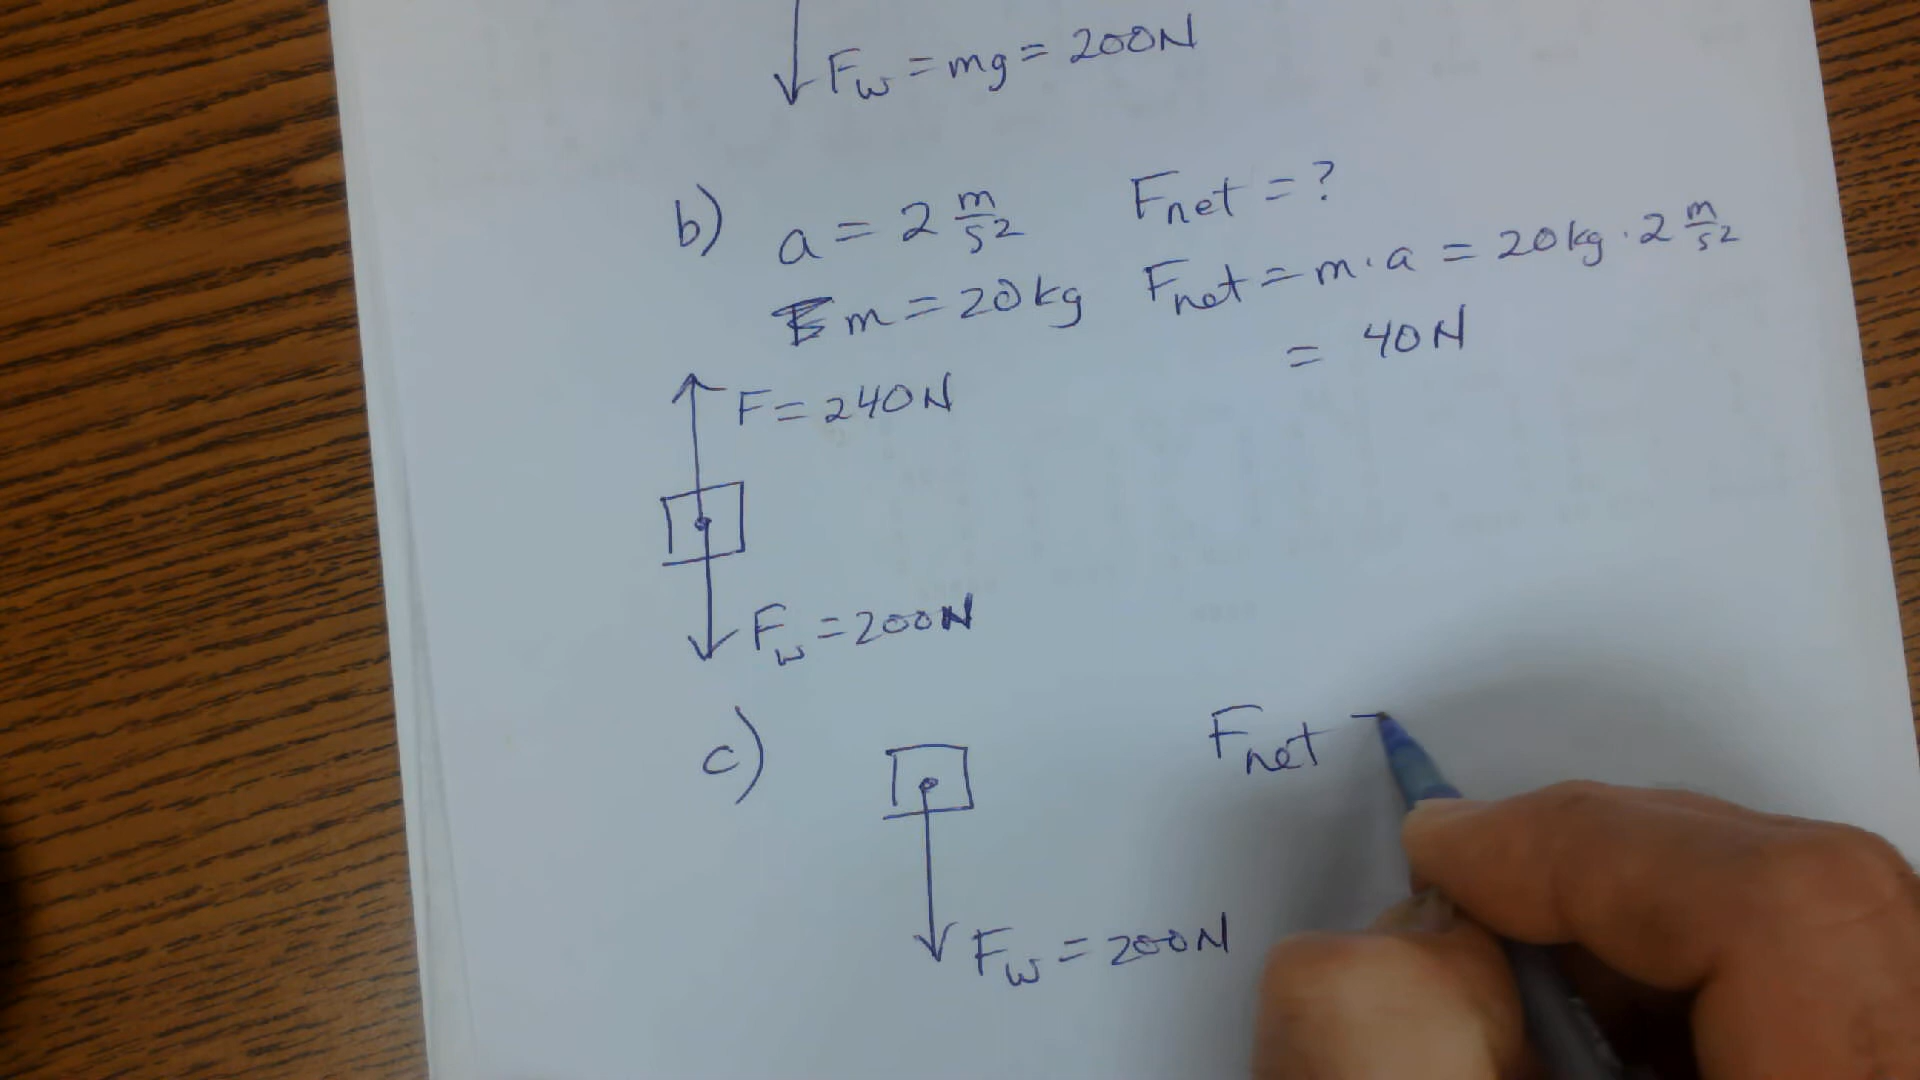 F_w = mg = 200N
b) a = 2 m/s² F_net = ?
m = 20kg F_net = m·a = 20kg · 2 m/s²
= 40N
F = 240N
F_w = 200N
c) F_net
F_w = 200N